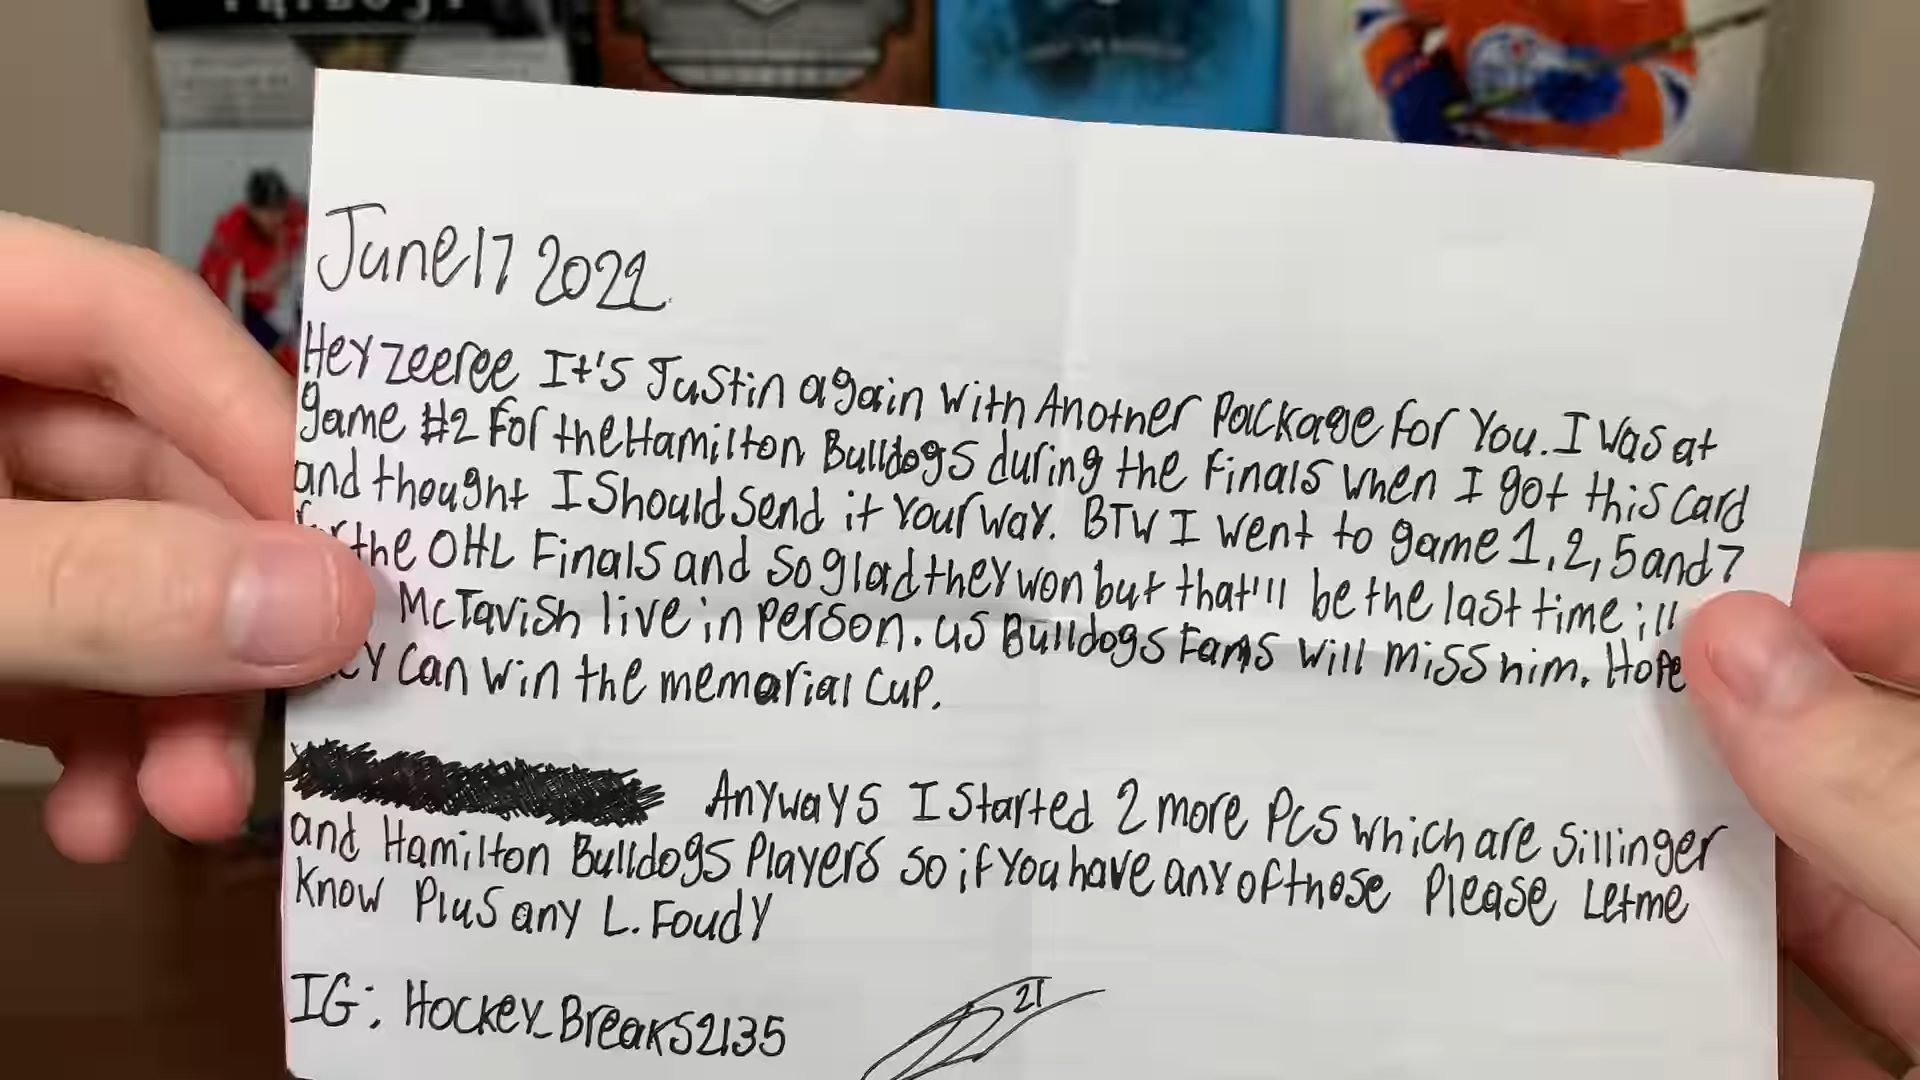 June 17 2022
Hey zeeree It's Justin again with Another Package for You. I was at
game #2 for the Hamilton Bulldogs during the Finals when I got this card
and thought I should send it your way. BTW I went to game 1, 2, 5 and 7
the OHL Finals and so glad they won but that'll be the last time ill
McTavish live in person. us Bulldogs Fans will miss him. Hope
can win the memorial cup.
Anyways I started 2 more PCs which are Sillinger
and Hamilton Bulldogs Players so if you have any of those Please Let me
Know Plus any L. Foudy
IG: Hockey_Breaks2135
21